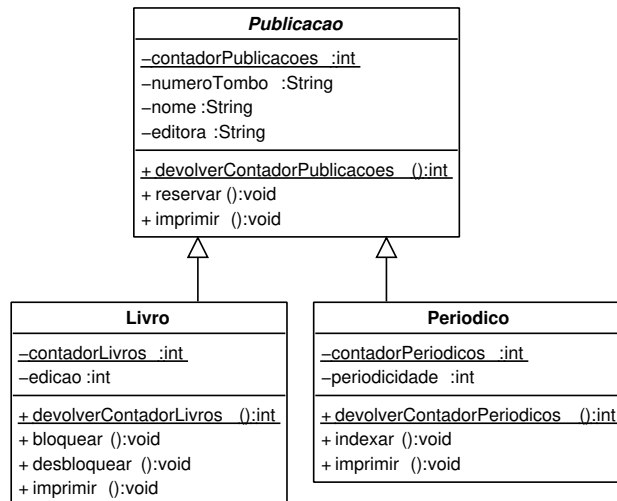 Publicacao
−contadorPublicacoes :int
−numeroTombo :String
−nome :String
−editora :String
+ devolverContadorPublicacoes ():int
+ reservar ():void
+ imprimir ():void
Livro
−contadorLivros :int
−edicao :int
+ devolverContadorLivros ():int
+ bloquear ():void
+ desbloquear ():void
+ imprimir ():void
Periodico
−contadorPeriodicos :int
−periodicidade :int
+ devolverContadorPeriodicos ():int
+ indexar ():void
+ imprimir ():void